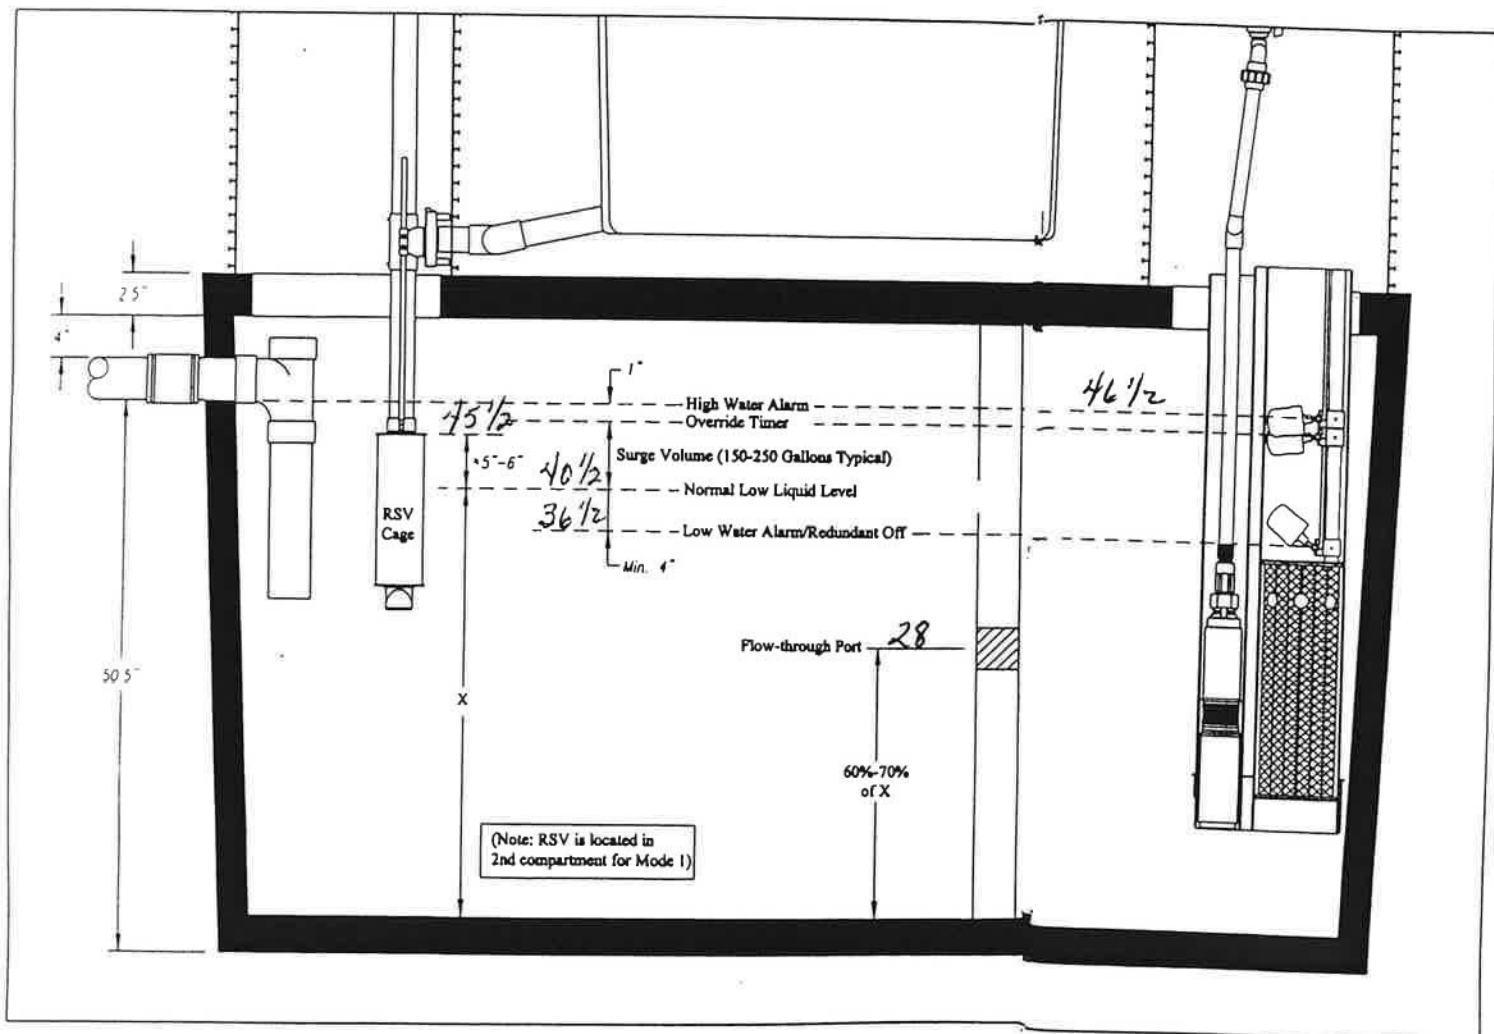 2.5"
4"
1"
High Water Alarm
46 1/2
45 1/2
Override Timer
*5"-6"
Surge Volume (150-250 Gallons Typical)
40 1/2
Normal Low Liquid Level
RSV
Cage
36 1/2
Low Water Alarm/Redundant Off
Min. 4"
Flow-through Port
28
50.5"
X
60%-70%
of X
(Note: RSV is located in
2nd compartment for Mode 1)